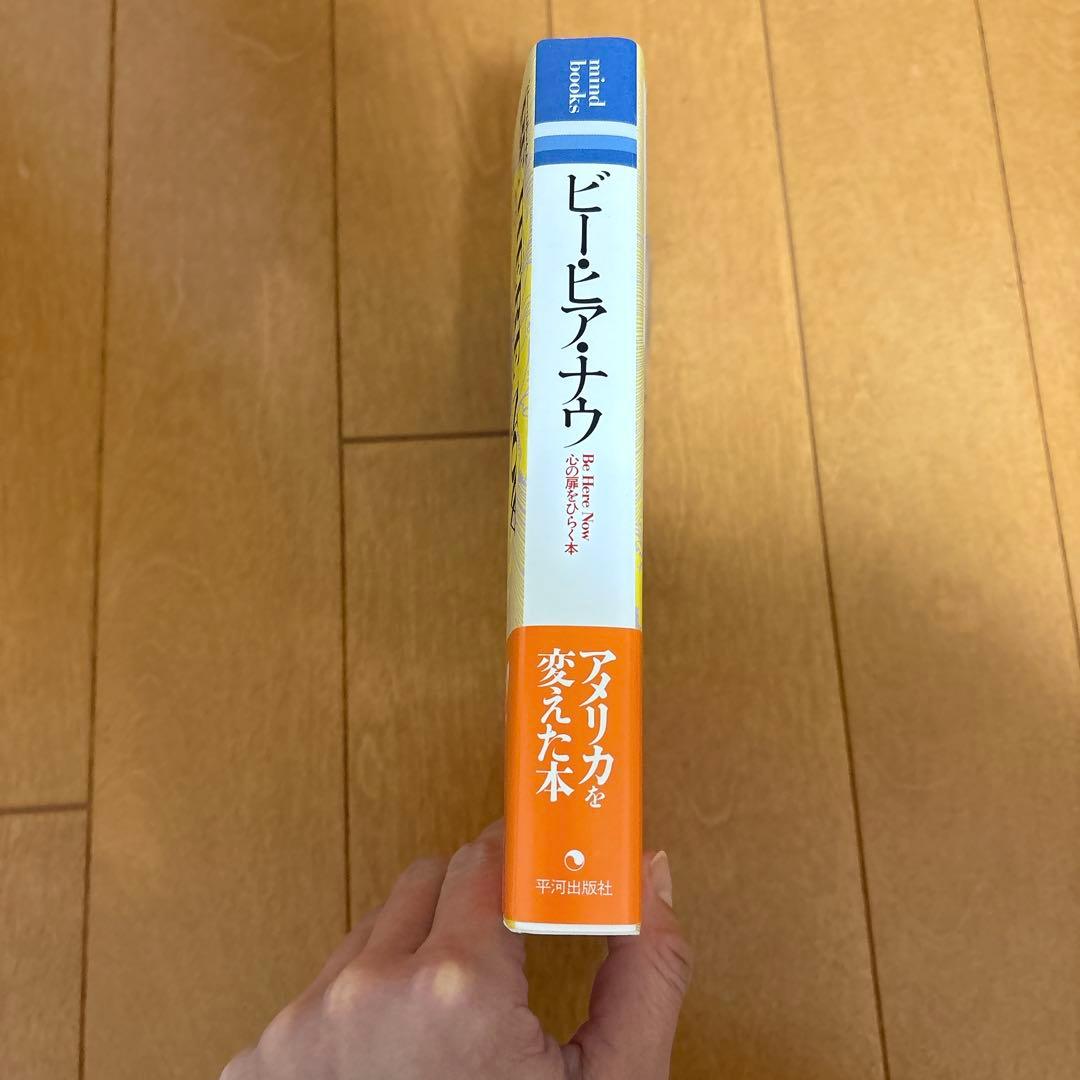 mind
books
ビー・ヒア・ナウ
Be Here Now
心の扉をひらく本
アメリカを
変えた本
平河出版社